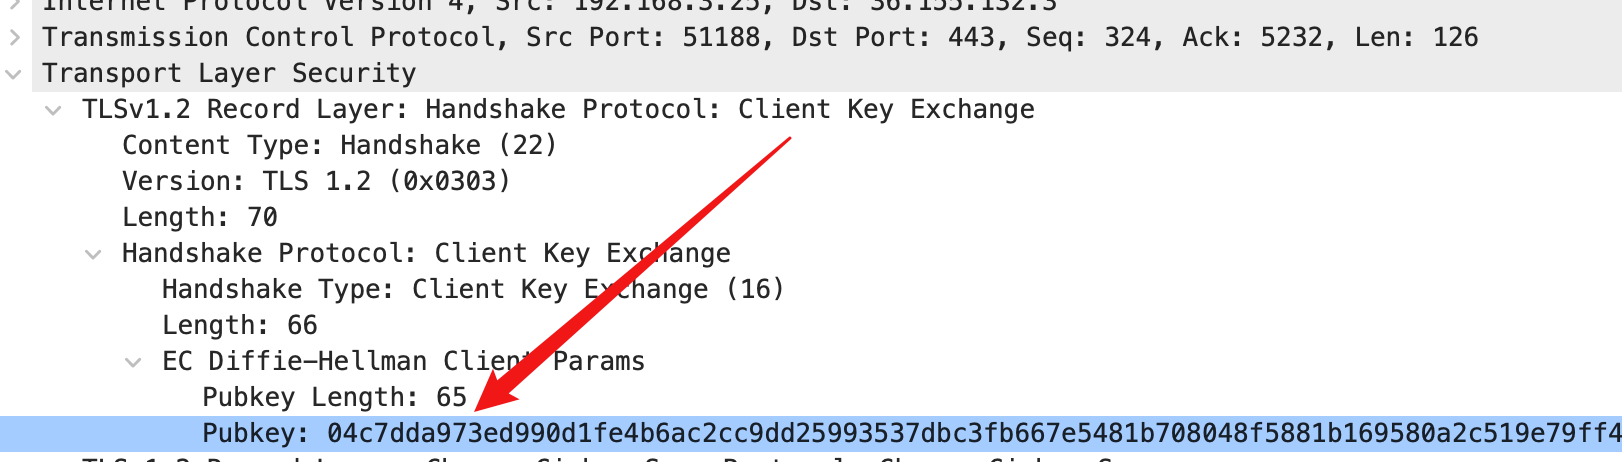 Internet Protocol Version 4, Src: 192.168.3.25, Dst: 36.155.132.3
Transmission Control Protocol, Src Port: 51188, Dst Port: 443, Seq: 324, Ack: 5232, Len: 126
Transport Layer Security
TLSv1.2 Record Layer: Handshake Protocol: Client Key Exchange
Content Type: Handshake (22)
Version: TLS 1.2 (0x0303)
Length: 70
Handshake Protocol: Client Key Exchange
Handshake Type: Client Key Exchange (16)
Length: 66
EC Diffie-Hellman Client Params
Pubkey Length: 65
Pubkey: 04c7dda973ed990d1fe4b6ac2cc9dd25993537dbc3fb667e5481b708048f5881b169580a2c519e79ff4